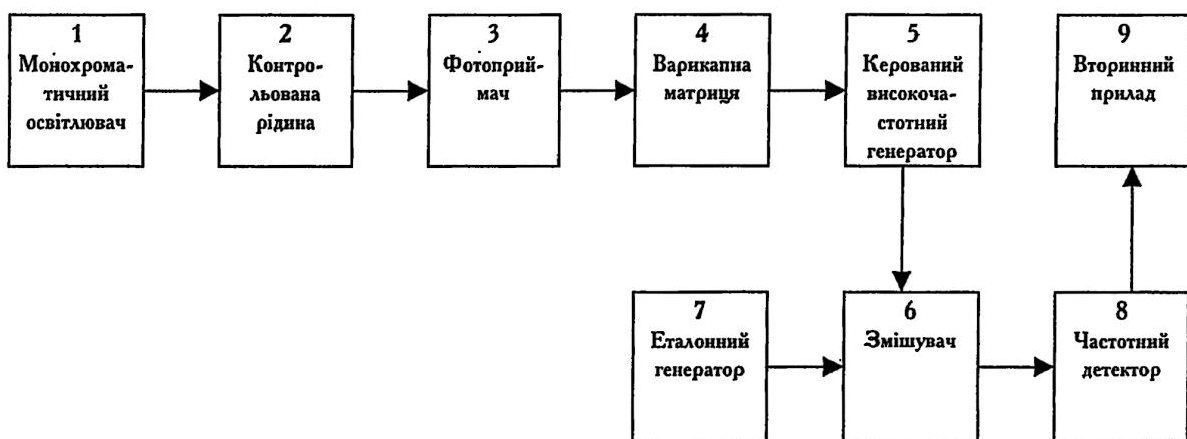 1
Монохрома-
тичний
освітлювач
2
Контро-
льована
рідина
3
Фотоприй-
мач
4
Варикапна
матриця
5
Керований
високоча-
стотний
генератор
9
Вторинний
прилад
7
Еталонний
генератор
6
Змішувач
8
Частотний
детектор